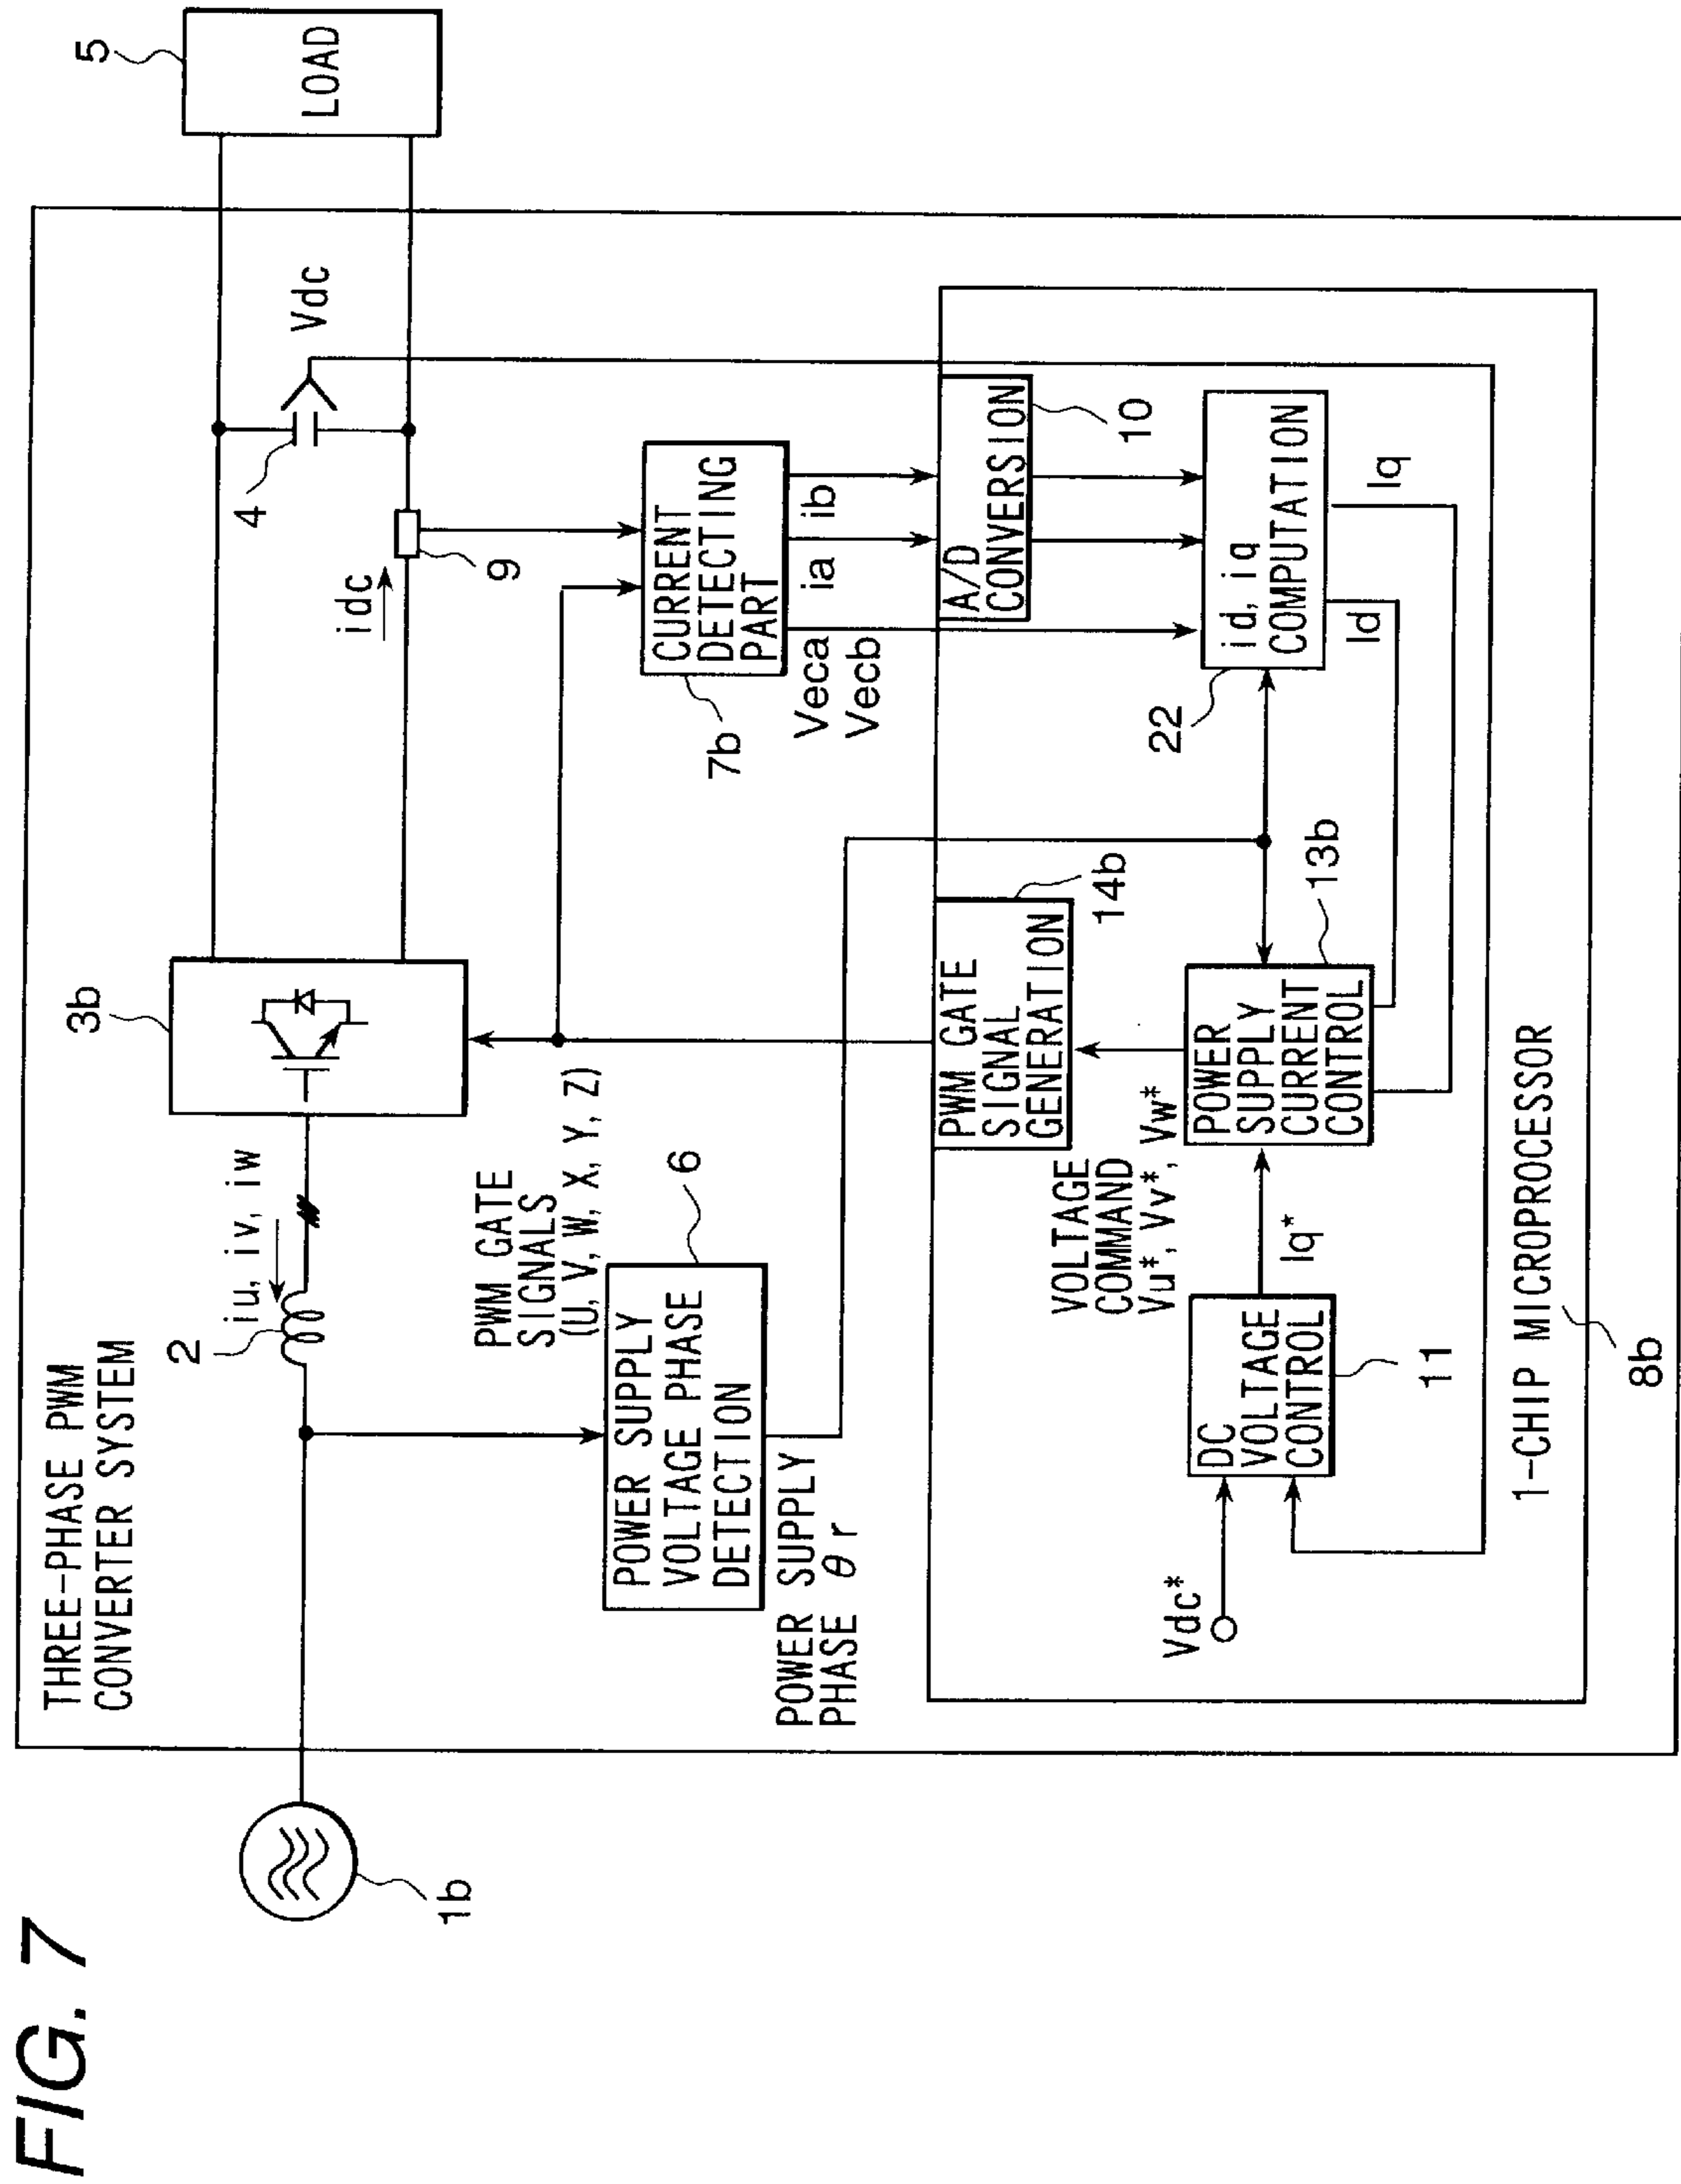 FIG. 7
THREE-PHASE PWM
CONVERTER SYSTEM
1b
2
iu, iv, iw
3b
idc
9
4
Vdc
5
LOAD
PWM GATE
SIGNALS
(U, V, W, X, Y, Z)
POWER SUPPLY
VOLTAGE PHASE
DETECTION
6
POWER SUPPLY
PHASE θr
CURRENT
DETECTING
PART
7b
Veca
Vecb
ia
ib
PWM GATE
SIGNAL
GENERATION
14b
A/D
CONVERSION
10
VOLTAGE
COMMAND
Vu*, Vv*, Vw*
Vdc*
DC
VOLTAGE
CONTROL
11
Iq*
POWER
SUPPLY
CURRENT
CONTROL
13b
22
id, iq
COMPUTATION
Id
Iq
1-CHIP MICROPROCESSOR
8b